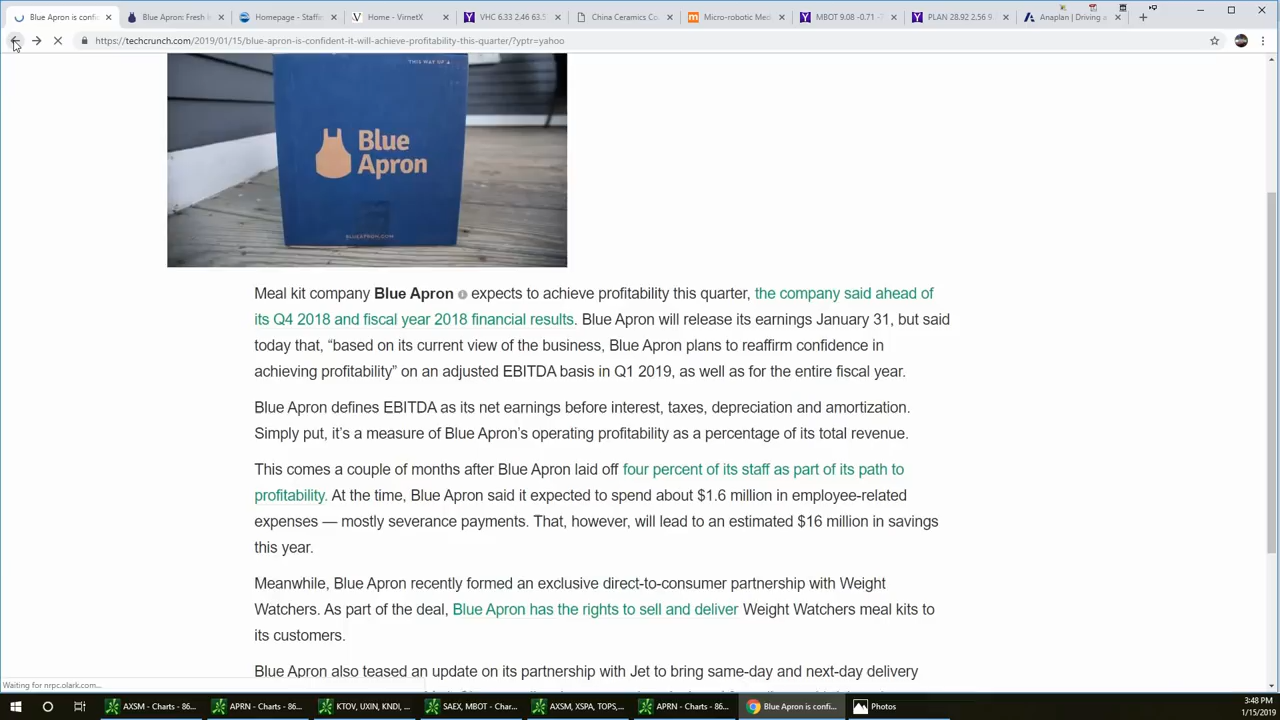 Blue Apron is confi
Blue Apron: Fresh I
Homepage - Staffin
Home - VirnetX
VHC 6.33 2.46 63.5
China Ceramics Co
Micro-robotic Med
MBOT 9.08 -0.71 -7
PLAN 28.92 2.56 9.
Anaplan | Driving a
https://techcrunch.com/2019/01/15/blue-apron-is-confident-it-will-achieve-profitability-this-quarter/?yptr=yahoo
THIS WAY UP
Blue
Apron
BLUEAPRON.COM
Meal kit company Blue Apron expects to achieve profitability this quarter, the company said ahead of
its Q4 2018 and fiscal year 2018 financial results. Blue Apron will release its earnings January 31, but said
today that, “based on its current view of the business, Blue Apron plans to reaffirm confidence in
achieving profitability” on an adjusted EBITDA basis in Q1 2019, as well as for the entire fiscal year.
Blue Apron defines EBITDA as its net earnings before interest, taxes, depreciation and amortization.
Simply put, it’s a measure of Blue Apron’s operating profitability as a percentage of its total revenue.
This comes a couple of months after Blue Apron laid off four percent of its staff as part of its path to
profitability. At the time, Blue Apron said it expected to spend about $1.6 million in employee-related
expenses — mostly severance payments. That, however, will lead to an estimated $16 million in savings
this year.
Meanwhile, Blue Apron recently formed an exclusive direct-to-consumer partnership with Weight
Watchers. As part of the deal, Blue Apron has the rights to sell and deliver Weight Watchers meal kits to
its customers.
Blue Apron also teased an update on its partnership with Jet to bring same-day and next-day delivery
Waiting for nrpc.olark.com...
AXSM - Charts - 86...
APRN - Charts - 86...
KTOV, UXIN, KNDI, ...
SAEX, MBOT - Char...
AXSM, XSPA, TOPS,...
APRN - Charts - 86...
Blue Apron is confi...
Photos
3:48 PM
1/15/2019